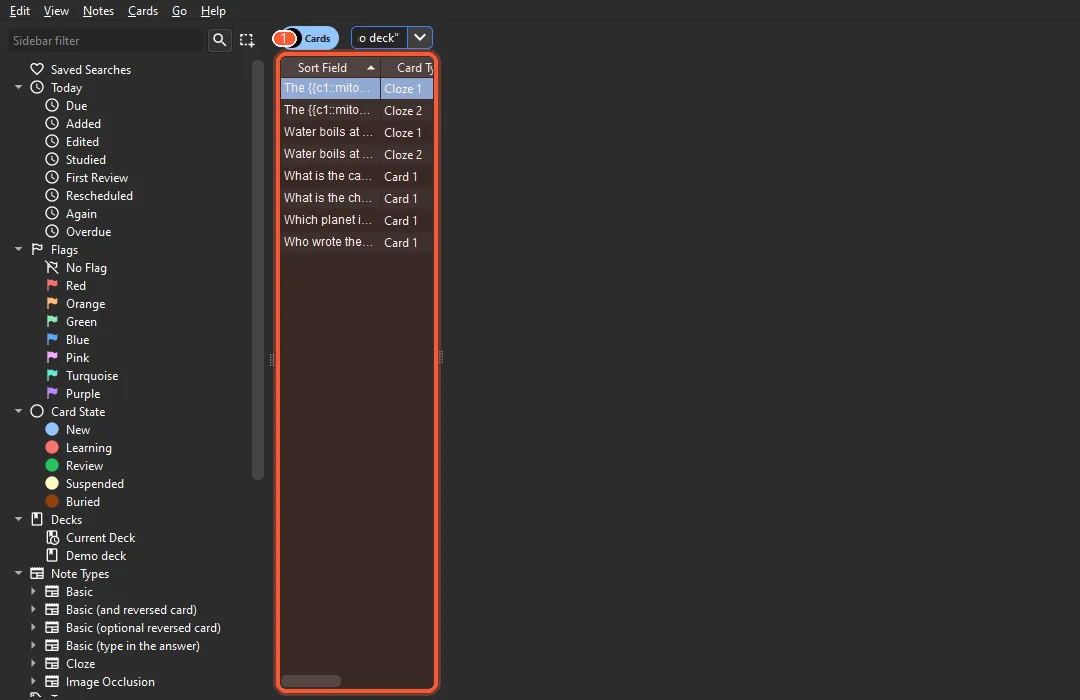 Edit View Notes Cards Go Help
Sidebar filter
1 Cards
o deck"
Saved Searches
Today
Due
Added
Edited
Studied
First Review
Rescheduled
Again
Overdue
Flags
No Flag
Red
Orange
Green
Blue
Pink
Turquoise
Purple
Card State
New
Learning
Review
Suspended
Buried
Decks
Current Deck
Demo deck
Note Types
Basic
Basic (and reversed card)
Basic (optional reversed card)
Basic (type in the answer)
Cloze
Image Occlusion
Sort Field Card Ty
The {{c1::mito... Cloze 1
The {{c1::mito... Cloze 2
Water boils at ... Cloze 1
Water boils at ... Cloze 2
What is the ca... Card 1
What is the ch... Card 1
Which planet i... Card 1
Who wrote the... Card 1